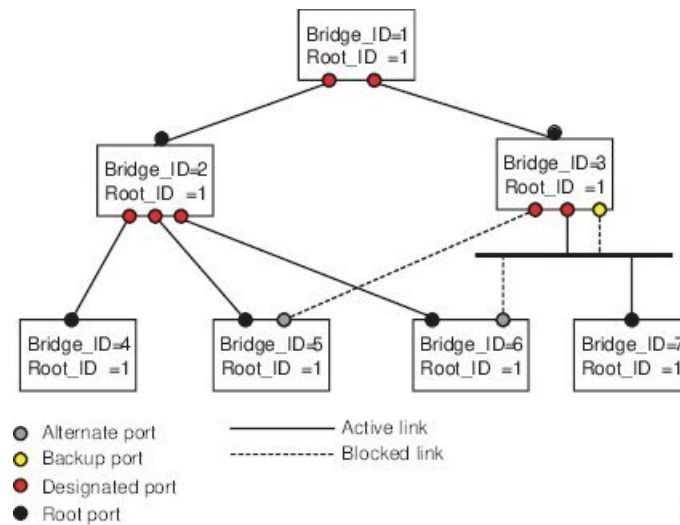 Bridge_ID=1
Root_ID =1
Bridge_ID=2
Root_ID =1
Bridge_ID=3
Root_ID =1
Bridge_ID=4
Root_ID =1
Bridge_ID=5
Root_ID =1
Bridge_ID=6
Root_ID =1
Bridge_ID=7
Root_ID =1
Alternate port
Backup port
Designated port
Root port
Active link
Blocked link